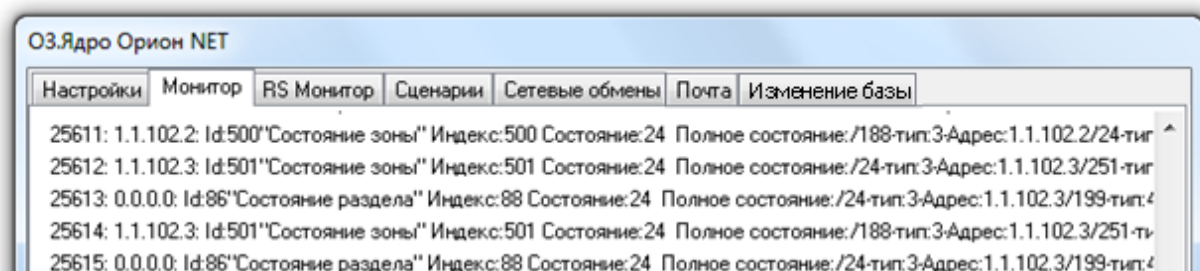 О3.Ядро Орион NET
Настройки Монитор RS Монитор Сценарии Сетевые обмены Почта Изменение базы
25611: 1.1.102.2: Id:500"Состояние зоны" Индекс:500 Состояние:24 Полное состояние:/188-тип:3-Адрес:1.1.102.2/24-тип
25612: 1.1.102.3: Id:501"Состояние зоны" Индекс:501 Состояние:24 Полное состояние:/24-тип:3-Адрес:1.1.102.3/251-тип
25613: 0.0.0.0: Id:86"Состояние раздела" Индекс:88 Состояние:24 Полное состояние:/24-тип:3-Адрес:1.1.102.3/199-тип:4
25614: 1.1.102.3: Id:501"Состояние зоны" Индекс:501 Состояние:24 Полное состояние:/188-тип:3-Адрес:1.1.102.3/251-ти
25615: 0.0.0.0: Id:86"Состояние раздела" Индекс:88 Состояние:24 Полное состояние:/24-тип:3-Адрес:1.1.102.3/199-тип:4